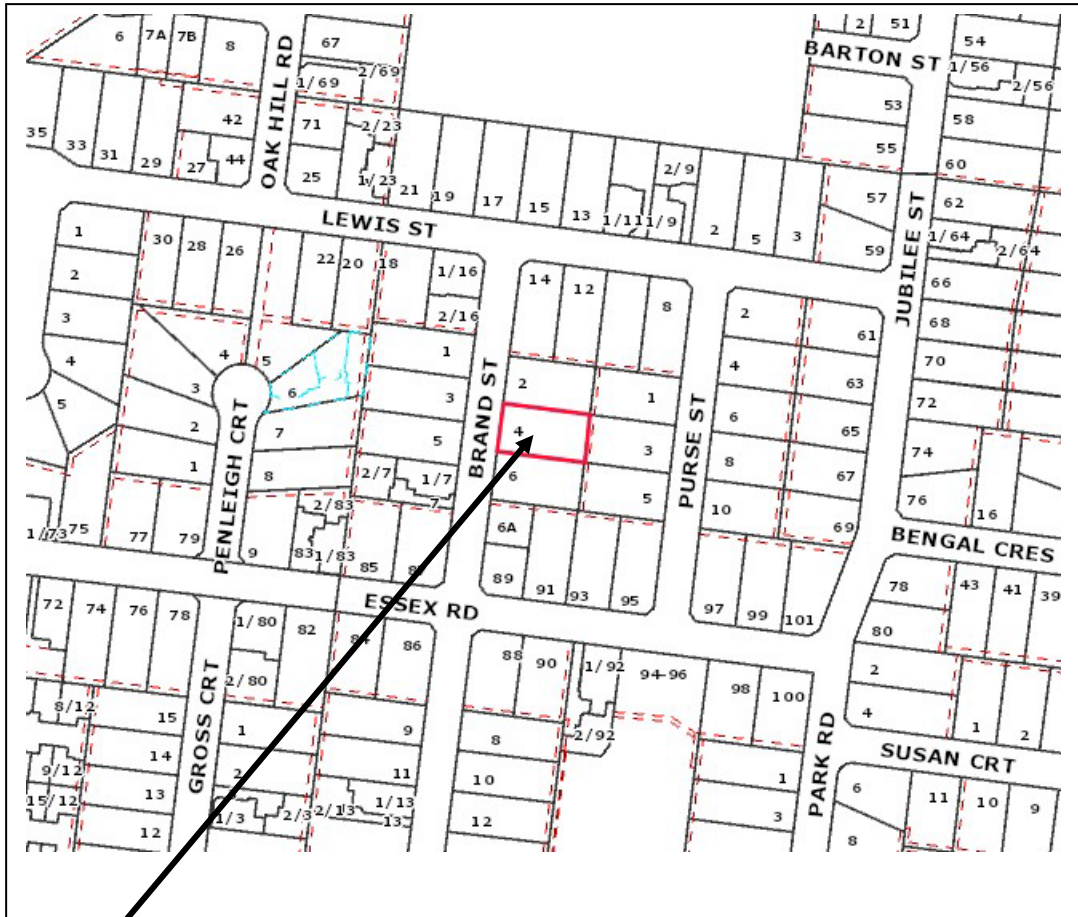 6 7A 7B 8 OAK HILL RD 67 2 51
BARTON ST 54
1/69 2/69 1/56 2/56
42 71 2/23 53 58
35 33 31 29 27 44 25 1/23 55 60
21 19 17 15 13 1/11 1/9 2/9 2 5 3 57 59
JUBILEE ST
62
1/64 2/64
LEWIS ST
1 30 28 26 22 20 18 1/16 2/16
14 12 8
2 61 66
2 3 4 5
68
70
72
74
76
16
4 5 6 3 2 1 7 8
PENLEIGH CRT
1 3 5 2/7 1/7 7
BRAND ST
2 4 6 6A
1 3 5
PURSE ST
4 6 8 10
63 65 67 69
1/73 75 77 79 9 83 2/83 1/83 85
89 91 93 95 97 99 101
BENGAL CRES
78 43 41 39
80
2
4
1 2
ESSEX RD
72 74 76 78 1/80 2/80 82 84 86
88 90 1/92 2/92 94-96 98 100
GROSS CRT
8/12 9/12 15/12
15 14 13 12
1 2 1/3 2/3
9 11 2/13 1/13 13
8 10 12
1 3
PARK RD
SUSAN CRT
6 8 11 10 9